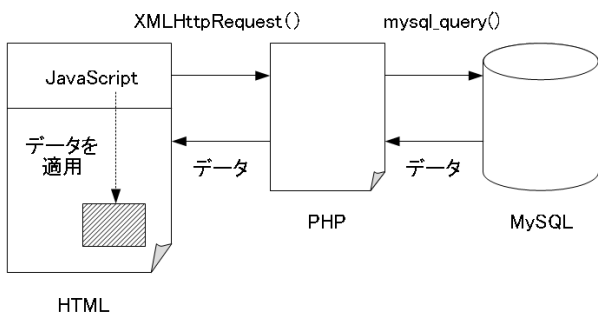 XMLHttpRequest()
mysql_query()
JavaScript
データを
適用
データ
データ
PHP
MySQL
HTML